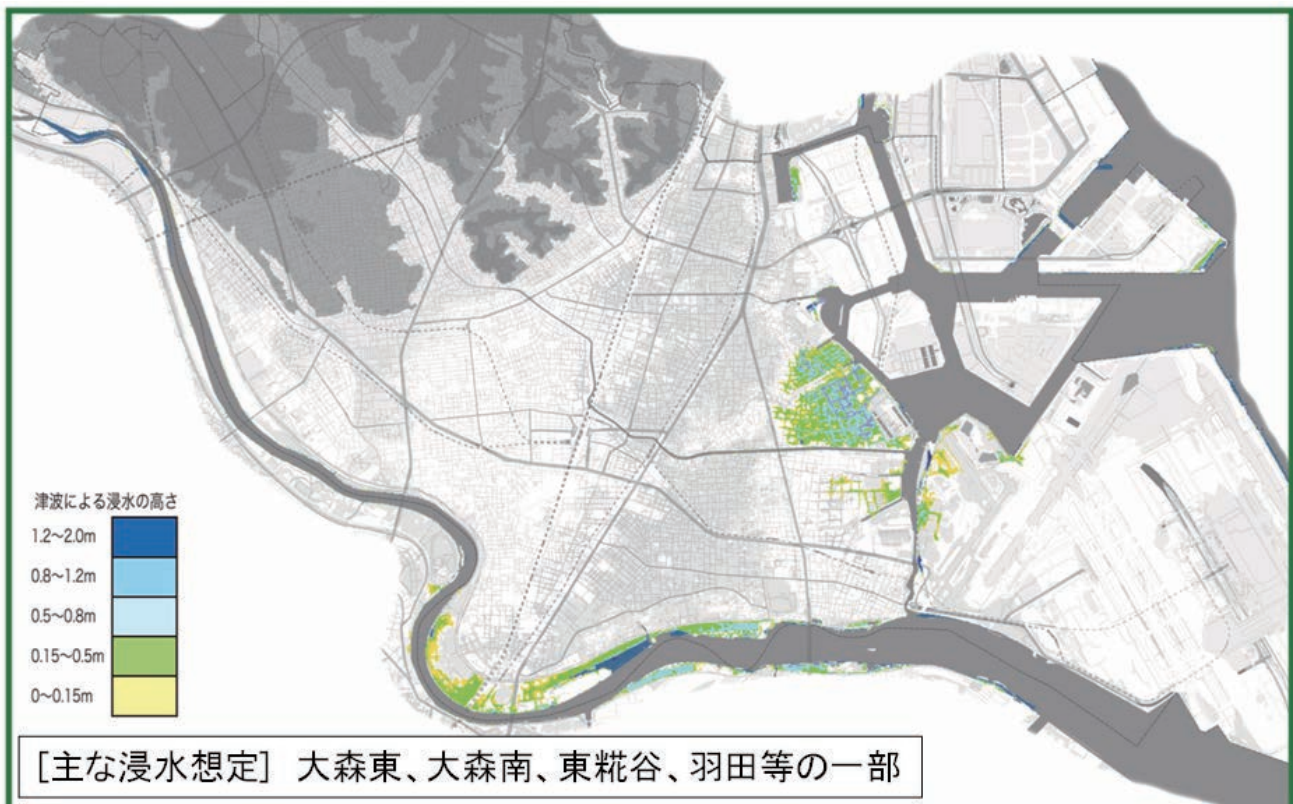 津波による浸水の高さ
1.2~2.0m
0.8~1.2m
0.5~0.8m
0.15~0.5m
0~0.15m
[主な浸水想定] 大森東、大森南、東糀谷、羽田等の一部